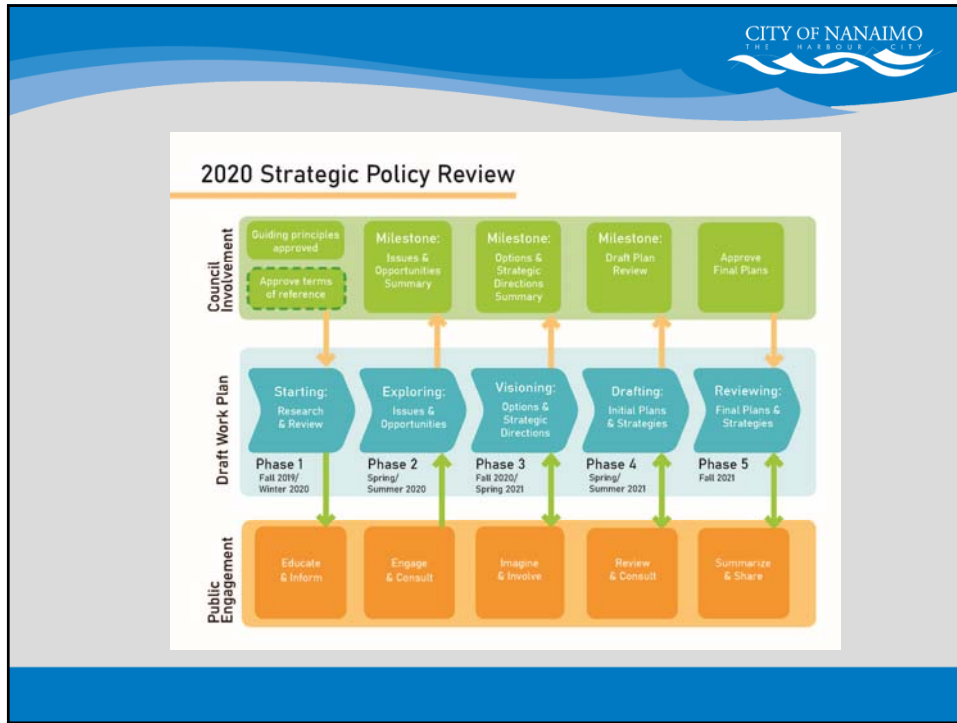 CITY OF NANAIMO
THE HARBOUR CITY
2020 Strategic Policy Review
Council
Involvement
Guiding principles
approved
Approve terms
of reference
Milestone:
Issues &
Opportunities
Summary
Milestone:
Options &
Strategic
Directions
Summary
Milestone:
Draft Plan
Review
Approve
Final Plans
Draft Work Plan
Starting:
Research
& Review
Exploring:
Issues &
Opportunities
Visioning:
Options &
Strategic
Directions
Drafting:
Initial Plans
& Strategies
Reviewing:
Final Plans &
Strategies
Phase 1
Fall 2019/
Winter 2020
Phase 2
Spring/
Summer 2020
Phase 3
Fall 2020/
Spring 2021
Phase 4
Spring/
Summer 2021
Phase 5
Fall 2021
Public
Engagement
Educate
& Inform
Engage
& Consult
Imagine
& Involve
Review
& Consult
Summarize
& Share